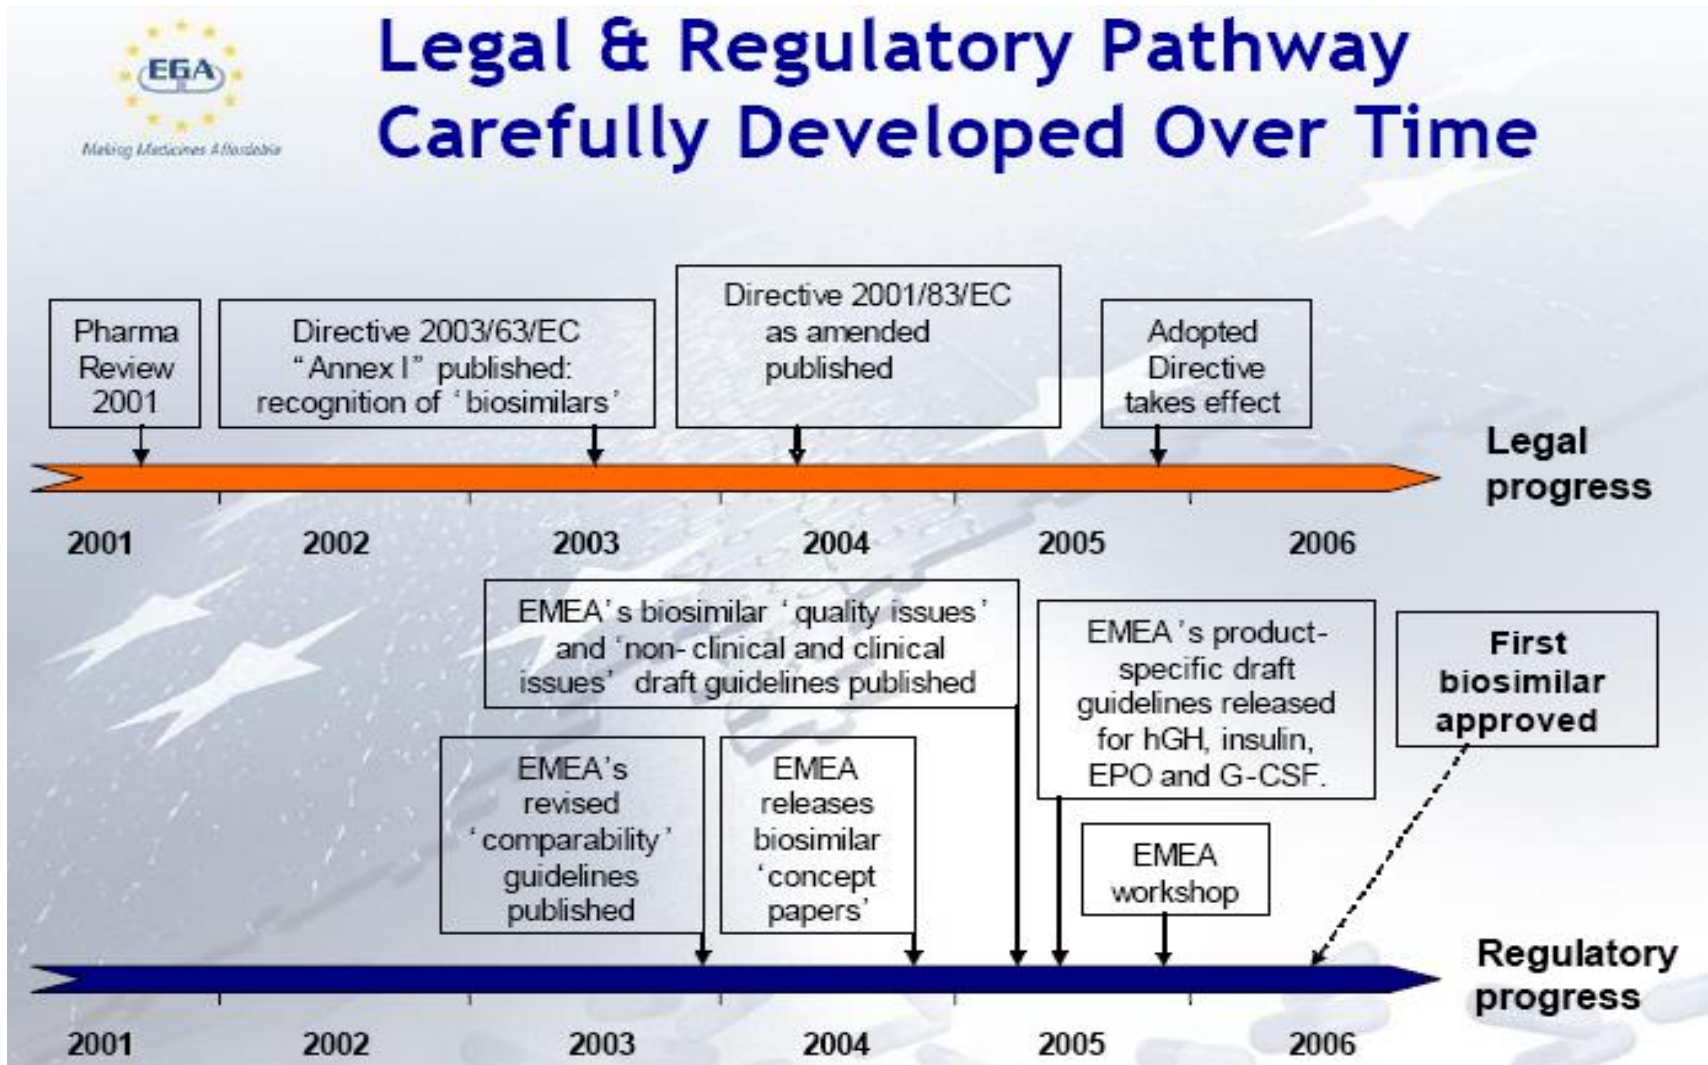 EGA
Making Medicines Affordable
Legal & Regulatory Pathway
Carefully Developed Over Time
Pharma
Review
2001
Directive 2003/63/EC
“Annex I” published:
recognition of ‘biosimilars’
Directive 2001/83/EC
as amended
published
Adopted
Directive
takes effect
Legal
progress
2001 2002 2003 2004 2005 2006
EMEA’s biosimilar ‘quality issues’
and ‘non-clinical and clinical
issues’ draft guidelines published
EMEA’s product-
specific draft
guidelines released
for hGH, insulin,
EPO and G-CSF.
First
biosimilar
approved
EMEA’s
revised
‘comparability’
guidelines
published
EMEA
releases
biosimilar
‘concept
papers’
EMEA
workshop
Regulatory
progress
2001 2002 2003 2004 2005 2006